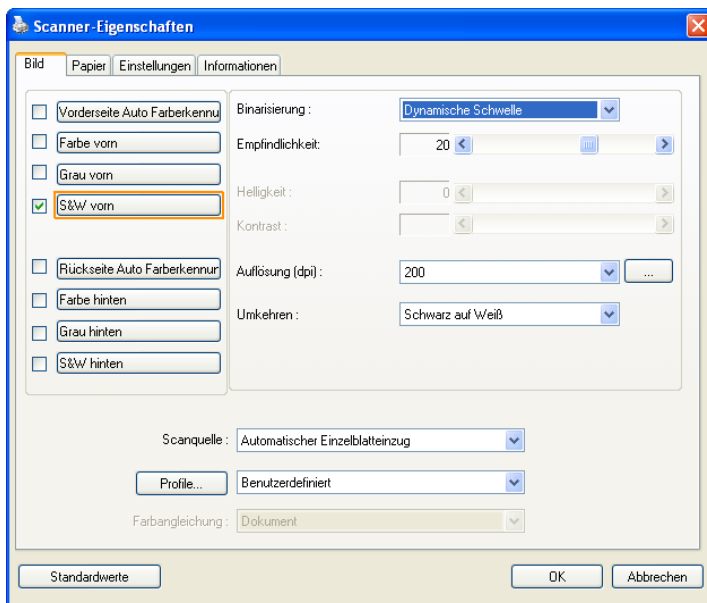 Scanner-Eigenschaften
Bild Papier Einstellungen Informationen
Vorderseite Auto Farberkennu
Farbe vorn
Grau vorn
S&W vorn
Rückseite Auto Farberkennur
Farbe hinten
Grau hinten
S&W hinten
Binarisierung : Dynamische Schwelle
Empfindlichkeit: 20
Helligkeit : 0
Kontrast :
Auflösung (dpi) : 200 ...
Umkehren : Schwarz auf Weiß
Scanquelle : Automatischer Einzelblatteinzug
Profile... Benutzerdefiniert
Farbangleichung : Dokument
Standardwerte OK Abbrechen